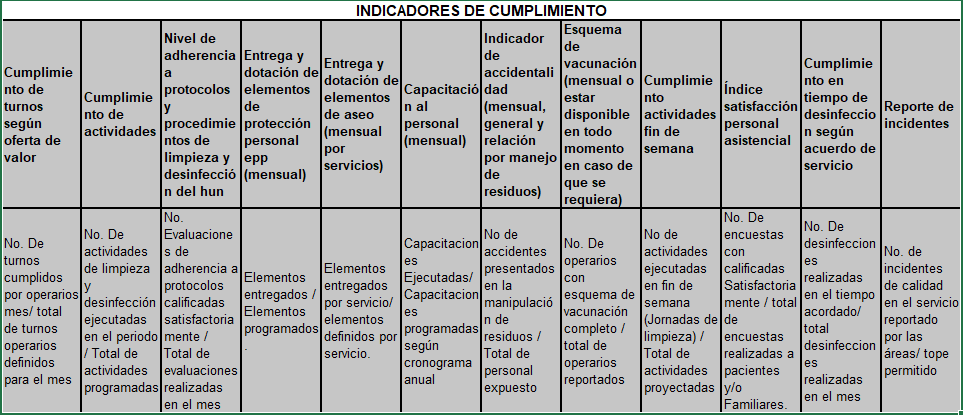 INDICADORES DE CUMPLIMIENTO
Cumplimie
nto de
turnos
según
oferta de
valor
Cumplimie
nto de
actividades
Nivel de
adherencia
a
protocolos
y
procedimie
ntos de
limpieza y
desinfecció
n del hun
Entrega y
dotación de
elementos
de
protección
personal
epp
(mensual)
Entrega y
dotación de
elementos
de aseo
(mensual
por
servicios)
Capacitació
n al
personal
(mensual)
Indicador
de
accidentali
dad
(mensual,
general y
relación
por manejo
de
residuos)
Esquema
de
vacunación
(mensual o
estar
disponible
en todo
momento
en caso de
que se
requiera)
Cumplimie
nto
actividades
fin de
semana
Índice
satisfacción
personal
asistencial
Cumplimie
nto en
tiempo de
desinfecció
n según
acuerdo de
servicio
Reporte de
incidentes
No. De
turnos
cumplidos
por operarios
mes/ total
de turnos
operarios
definidos
para el mes
No. De
actividades
de limpieza
y
desinfección
ejecutadas
en el periodo
/ Total de
actividades
programadas
No.
Evaluacione
s de
adherencia a
protocolos
calificadas
satisfactoria
mente /
Total de
evaluaciones
realizadas
en el mes
Elementos
entregados /
Elementos
programados
.
Elementos
entregados
por servicio/
elementos
definidos por
servicio.
Capacitacion
es
Ejecutadas/
Capacitacion
es
programadas
según
cronograma
anual
No de
accidentes
presentados
en la
manipulació
n de
residuos /
Total de
personal
expuesto
No. De
operarios
con
esquema de
vacunación
completo /
total de
operarios
reportados
No de
actividades
ejecutadas
en fin de
semana
(Jornadas de
limpieza) /
Total de
actividades
proyectadas
No. De
encuestas
con
calificadas
Satisfactoria
mente / total
de
encuestas
realizadas a
pacientes
y/o
Familiares.
No. De
desinfeccion
es
realizadas
en el tiempo
acordado/
total
desinfeccion
es
realizadas
en el mes
No. de
incidentes
de calidad
en el servicio
reportado
por las
áreas/ tope
permitido